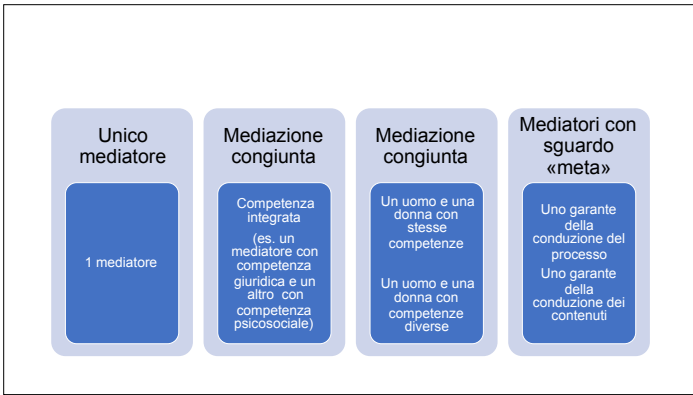 Unico
mediatore
1 mediatore
Mediazione
congiunta
Competenza
integrata
(es. un
mediatore con
competenza
giuridica e un
altro con
competenza
psicosociale)
Mediazione
congiunta
Un uomo e una
donna con
stesse
competenze
Un uomo e una
donna con
competenze
diverse
Mediatori con
sguardo
«meta»
Uno garante
della
conduzione del
processo
Uno garante
della
conduzione dei
contenuti